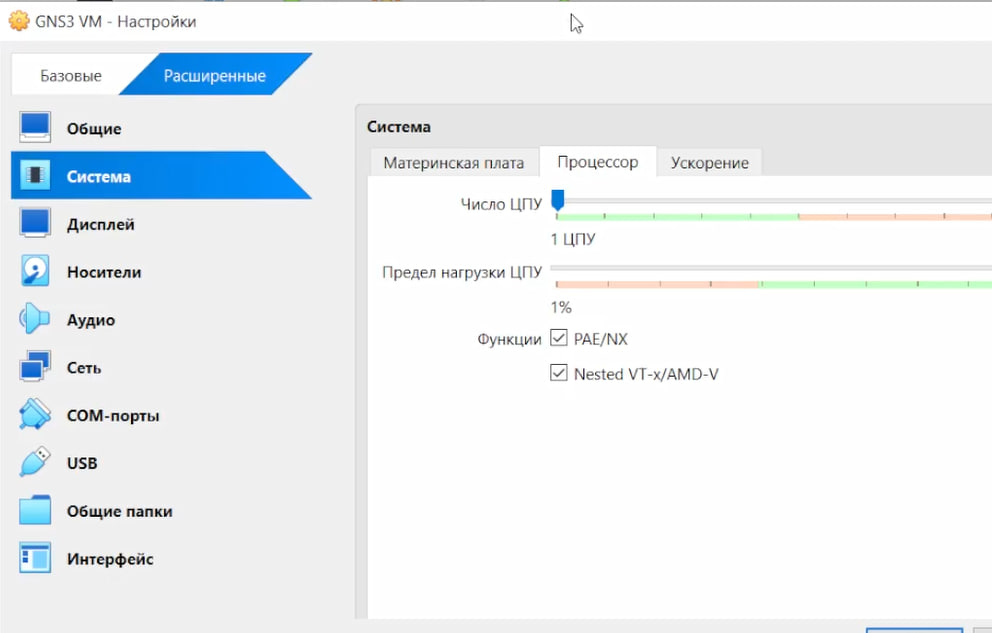 GNS3 VM - Настройки
Базовые
Расширенные
Общие
Система
Дисплей
Носители
Аудио
Сеть
COM-порты
USB
Общие папки
Интерфейс
Система
Материнская плата
Процессор
Ускорение
Число ЦПУ
1 ЦПУ
Предел нагрузки ЦПУ
1%
Функции
PAE/NX
Nested VT-x/AMD-V